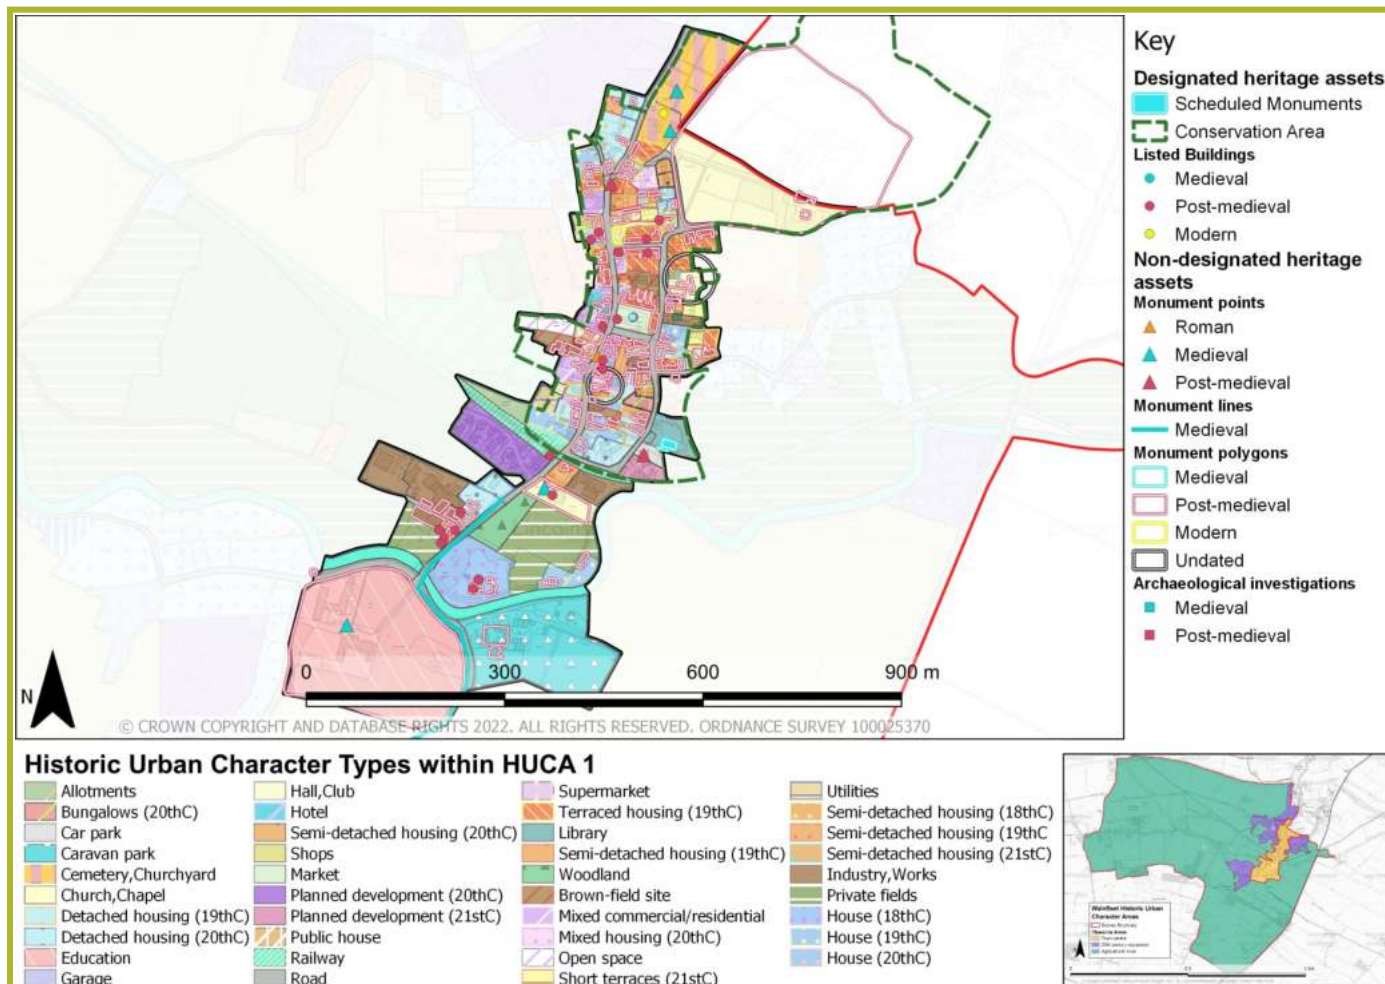 Key
Designated heritage assets
Scheduled Monuments
Conservation Area
Listed Buildings
Medieval
Post-medieval
Modern
Non-designated heritage
assets
Monument points
Roman
Medieval
Post-medieval
Monument lines
Medieval
Monument polygons
Medieval
Post-medieval
Modern
Undated
Archaeological investigations
Medieval
Post-medieval
N
0 300 600 900 m
© CROWN COPYRIGHT AND DATABASE RIGHTS 2022. ALL RIGHTS RESERVED. ORDNANCE SURVEY 100025370
Historic Urban Character Types within HUCA 1
Allotments
Bungalows (20thC)
Car park
Caravan park
Cemetery,Churchyard
Church,Chapel
Detached housing (19thC)
Detached housing (20thC)
Education
Garage
Hall,Club
Hotel
Semi-detached housing (20thC)
Shops
Market
Planned development (20thC)
Planned development (21stC)
Public house
Railway
Road
Supermarket
Terraced housing (19thC)
Library
Semi-detached housing (19thC)
Woodland
Brown-field site
Mixed commercial/residential
Mixed housing (20thC)
Open space
Short terraces (21stC)
Utilities
Semi-detached housing (18thC)
Semi-detached housing (19thC
Semi-detached housing (21stC)
Industry,Works
Private fields
House (18thC)
House (19thC)
House (20thC)
Wainfleet Historic Urban
Character Areas